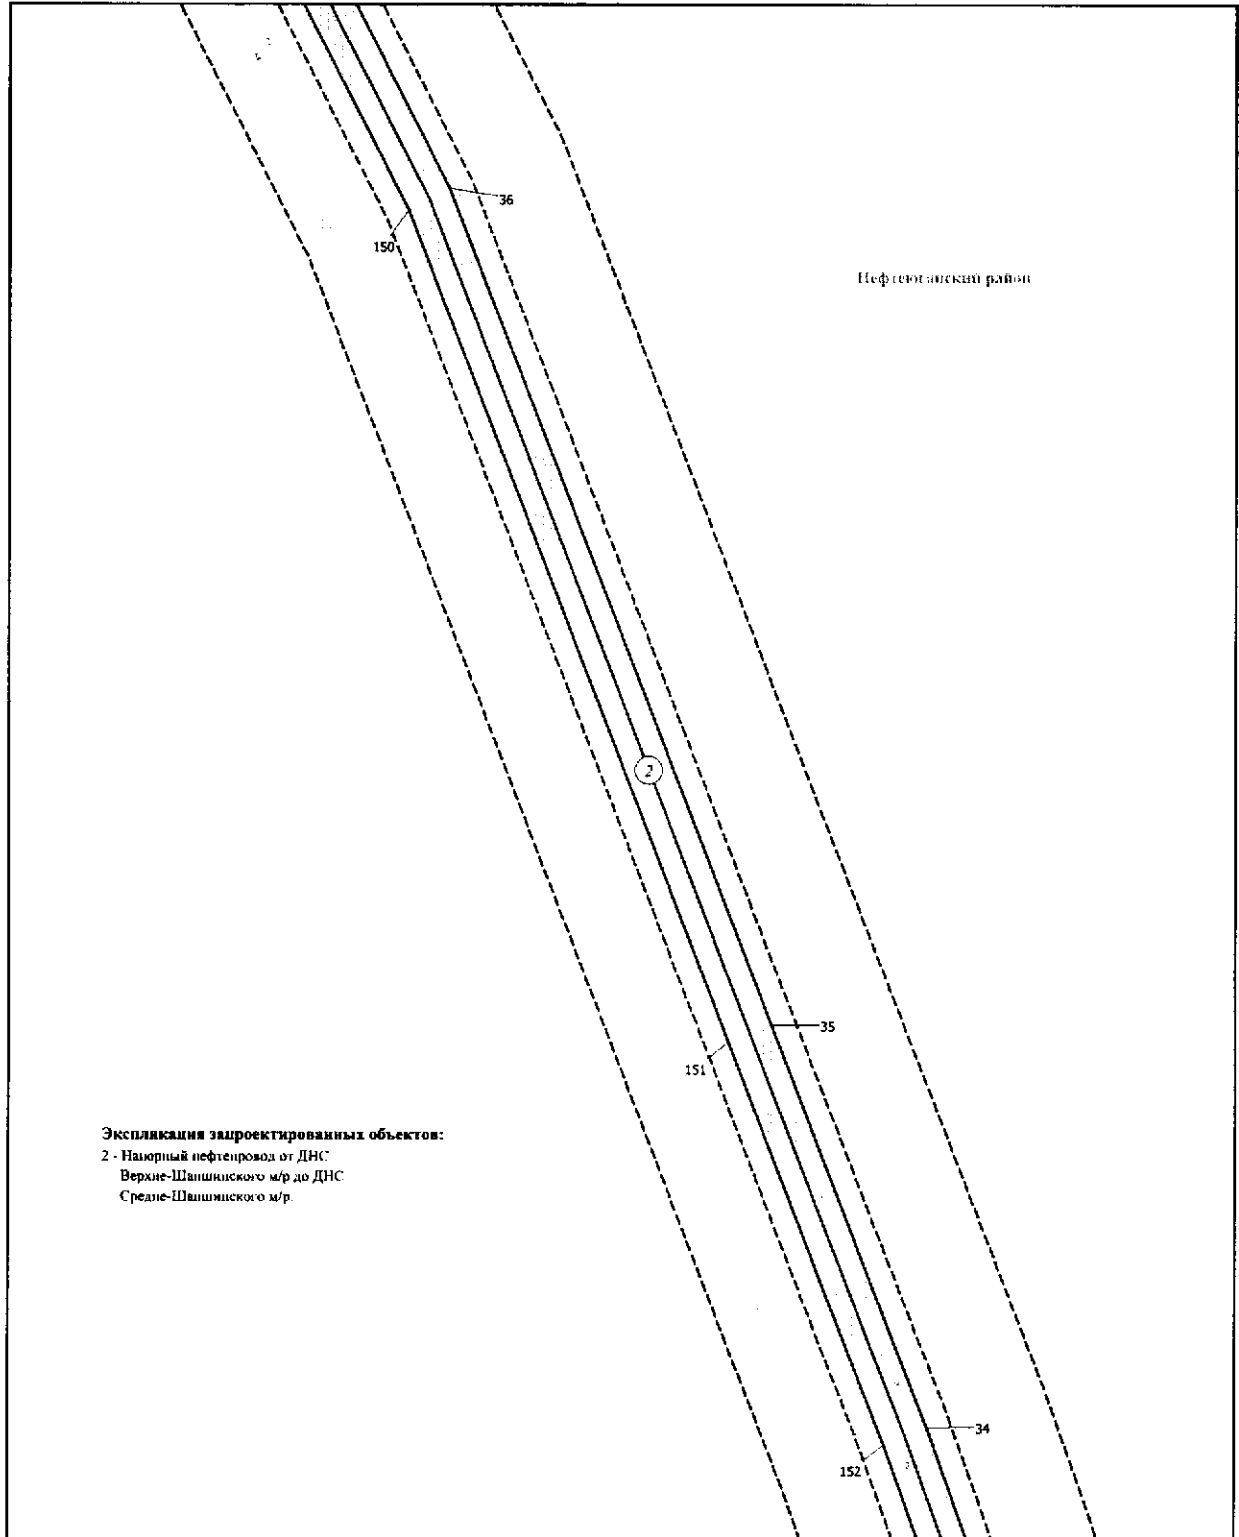 36
150
Нефтеюганский район
2
35
151
Экспликация запроектированных объектов:
2 - Напорный нефтепровод от ДНС
Верхне-Шапшинского м/р до ДНС
Средне-Шапшинского м/р.
34
152